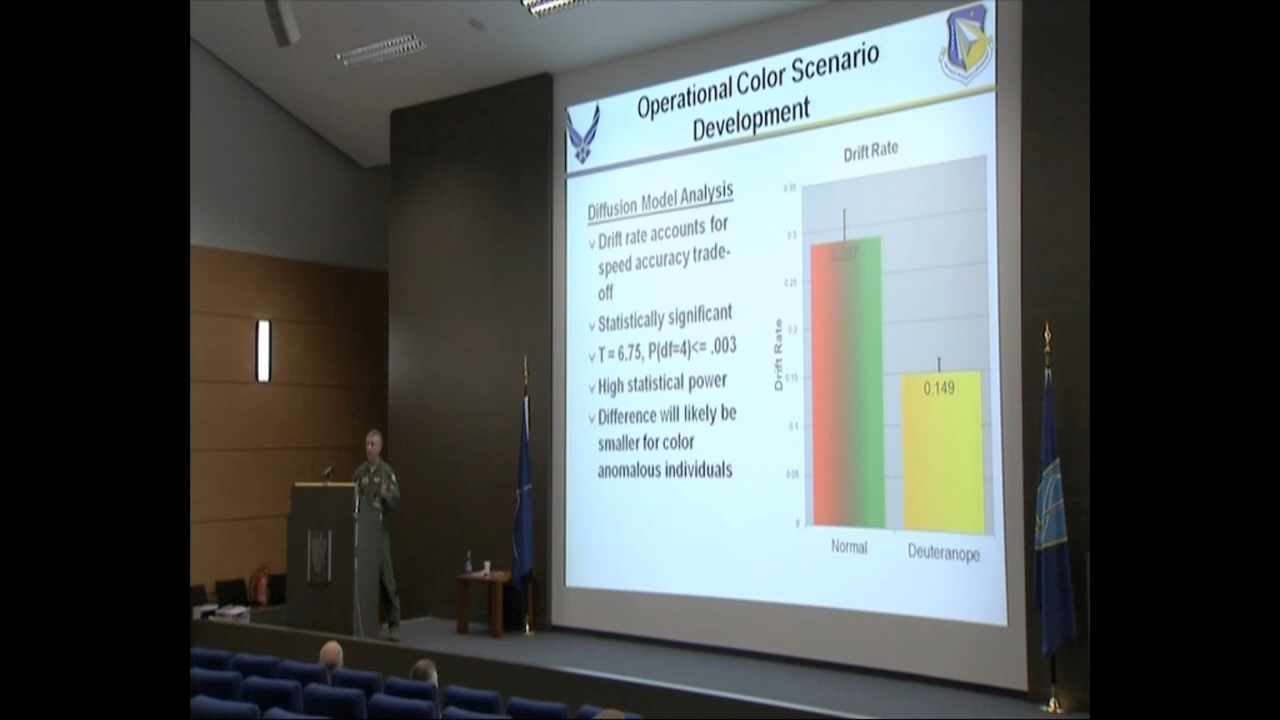 Operational Color Scenario
Development
Diffusion Model Analysis
Drift rate accounts for
speed accuracy trade-
off
Statistically significant
T = 6.75, P(df=4)<= .003
High statistical power
Difference will likely be
smaller for color
anomalous individuals
Drift Rate
Drift Rate
0.35
0.3
0.25
0.2
0.15
0.1
0.05
0
0.287
0.149
Normal
Deuteranope